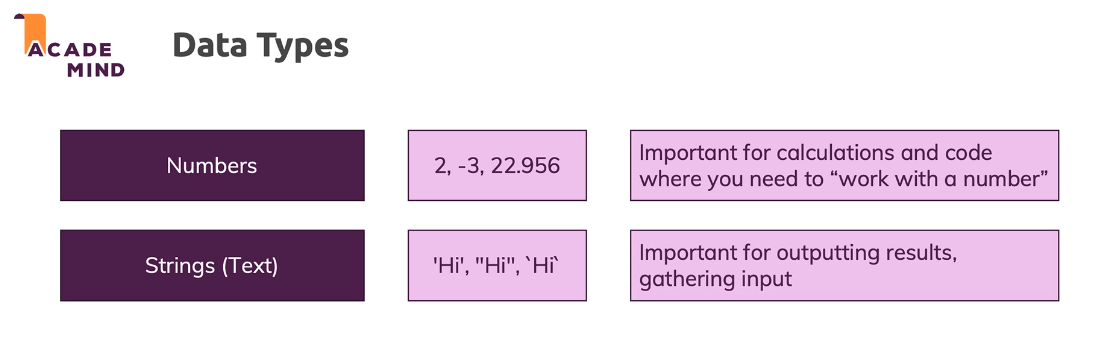 ACADE
MIND
Data Types
Numbers
2, -3, 22.956
Important for calculations and code
where you need to “work with a number”
Strings (Text)
'Hi', "Hi", `Hi`
Important for outputting results,
gathering input